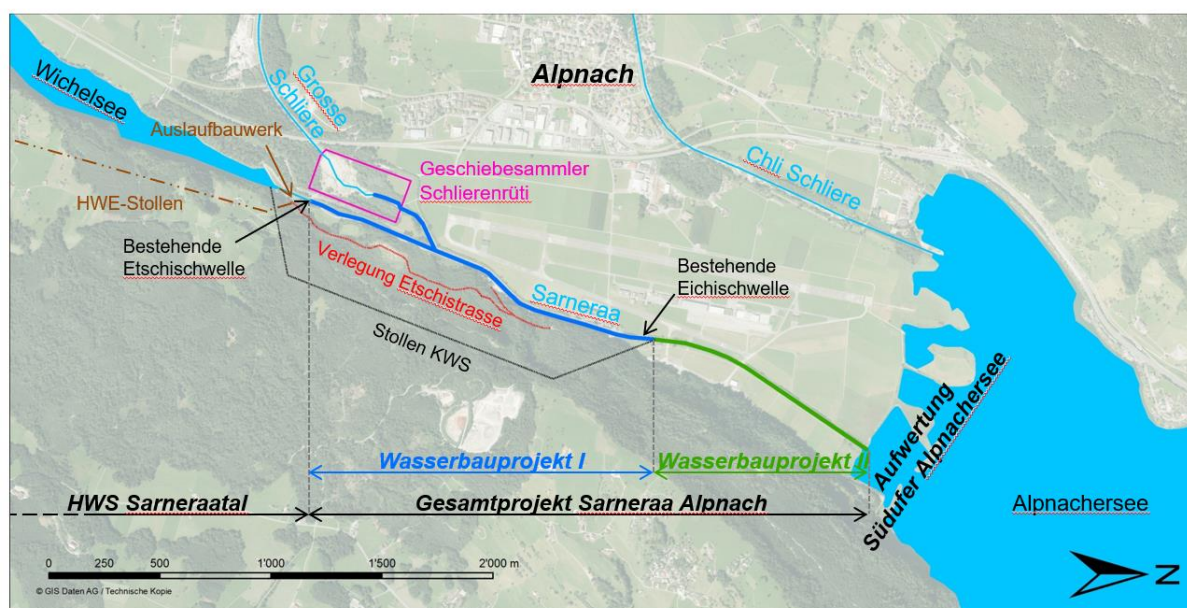 Alpnach
Wichelsee
Grosse
Schliere
Auslaufbauwerk
Geschiebesammler
Schlierenrüti
Chli Schliere
HWE-Stollen
Bestehende
Etschischwelle
Verlegung Etschistrasse
Sarneraa
Bestehende
Eichischwelle
Stollen KWS
Wasserbauprojekt I
Wasserbauprojekt II
Aufwertung
Südufer Alpnachersee
HWS Sarneraatal
Gesamtprojekt Sarneraa Alpnach
Alpnachersee
0 250 500 1'000 1'500 2'000 m
© GIS Daten AG / Technische Kopie
N